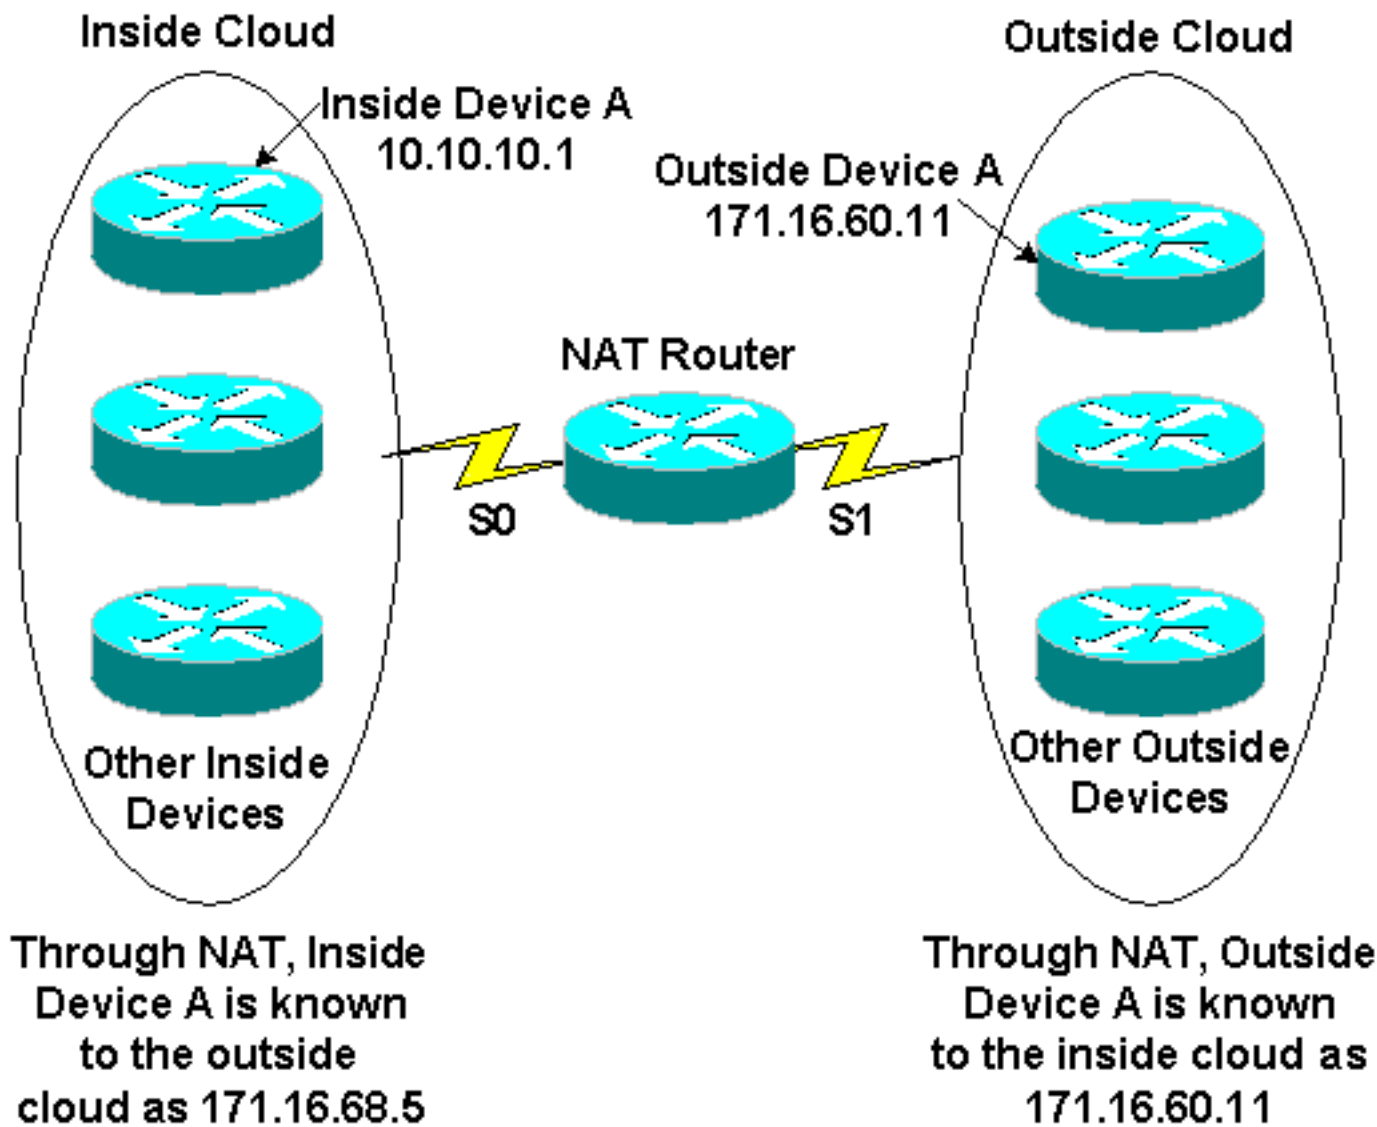 Inside Cloud
Outside Cloud
Inside Device A
10.10.10.1
Outside Device A
171.16.60.11
NAT Router
S0
S1
Other Inside
Devices
Other Outside
Devices
Through NAT, Inside
Device A is known
to the outside
cloud as 171.16.68.5
Through NAT, Outside
Device A is known
to the inside cloud as
171.16.60.11